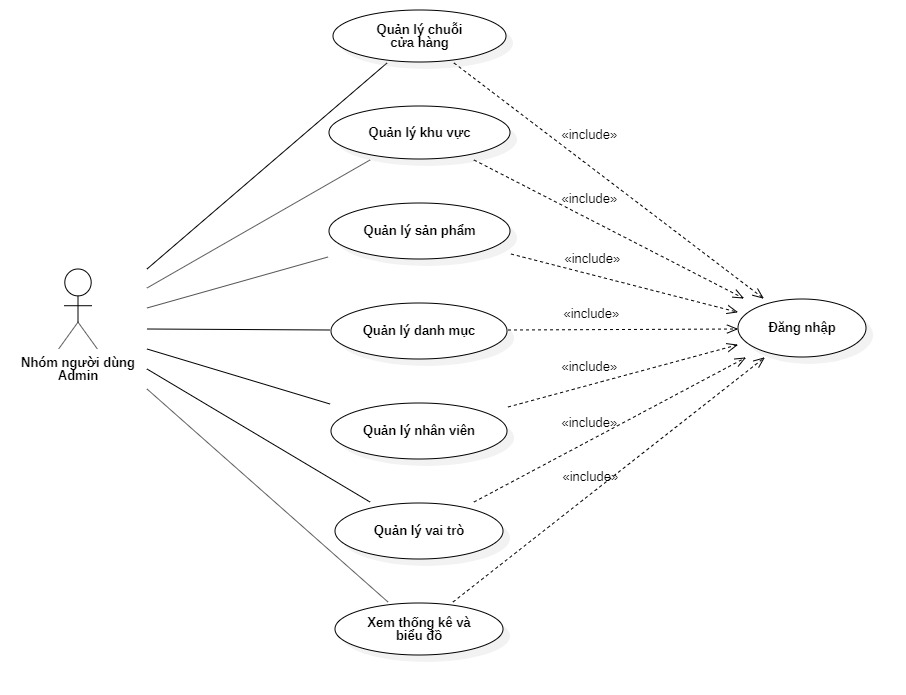 Quản lý chuỗi
cửa hàng
«include»
Quản lý khu vực
«include»
Quản lý sản phẩm
«include»
Nhóm người dùng
Admin
Quản lý danh mục
«include»
Đăng nhập
Quản lý nhân viên
«include»
Quản lý vai trò
«include»
Xem thống kê và
biểu đồ
«include»